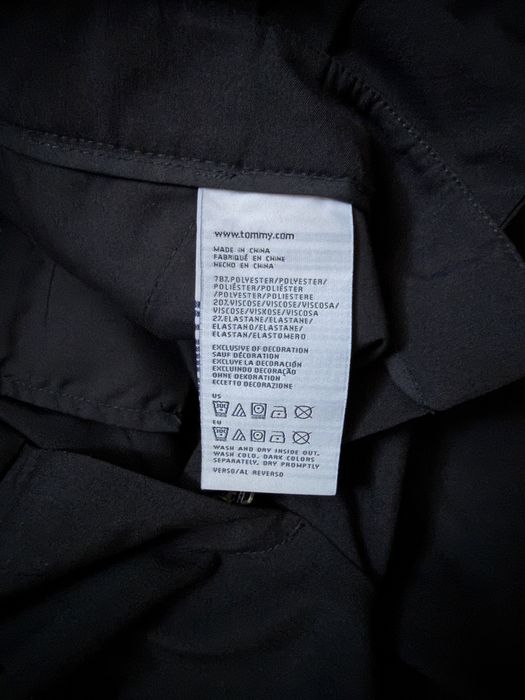 www.tommy.com
MADE IN CHINA
FABRIQUÉ EN CHINE
HECHO EN CHINA
78% POLYESTER/POLYESTER/
POLIÉSTER/POLIÉSTER
/POLYESTER/POLIESTERE
20% VISCOSE/VISCOSE/VISCOSA/
VISCOSE/VISKOSE/VISCOSA
2% ELASTANE/ELASTANE/
ELASTANO/ELASTANE/
ELASTAN/ELASTOMERO
EXCLUSIVE OF DECORATION
SAUF DÉCORATION
EXCLUYE LA DECORACIÓN
EXCLUINDO DECORAÇÃO
OHNE DEKORATION
ECCETTO DECORAZIONE
US
EU
WASH AND DRY INSIDE OUT,
WASH COLD, DARK COLORS
SEPARATELY, DRY PROMPTLY
VERSO/AL REVERSO